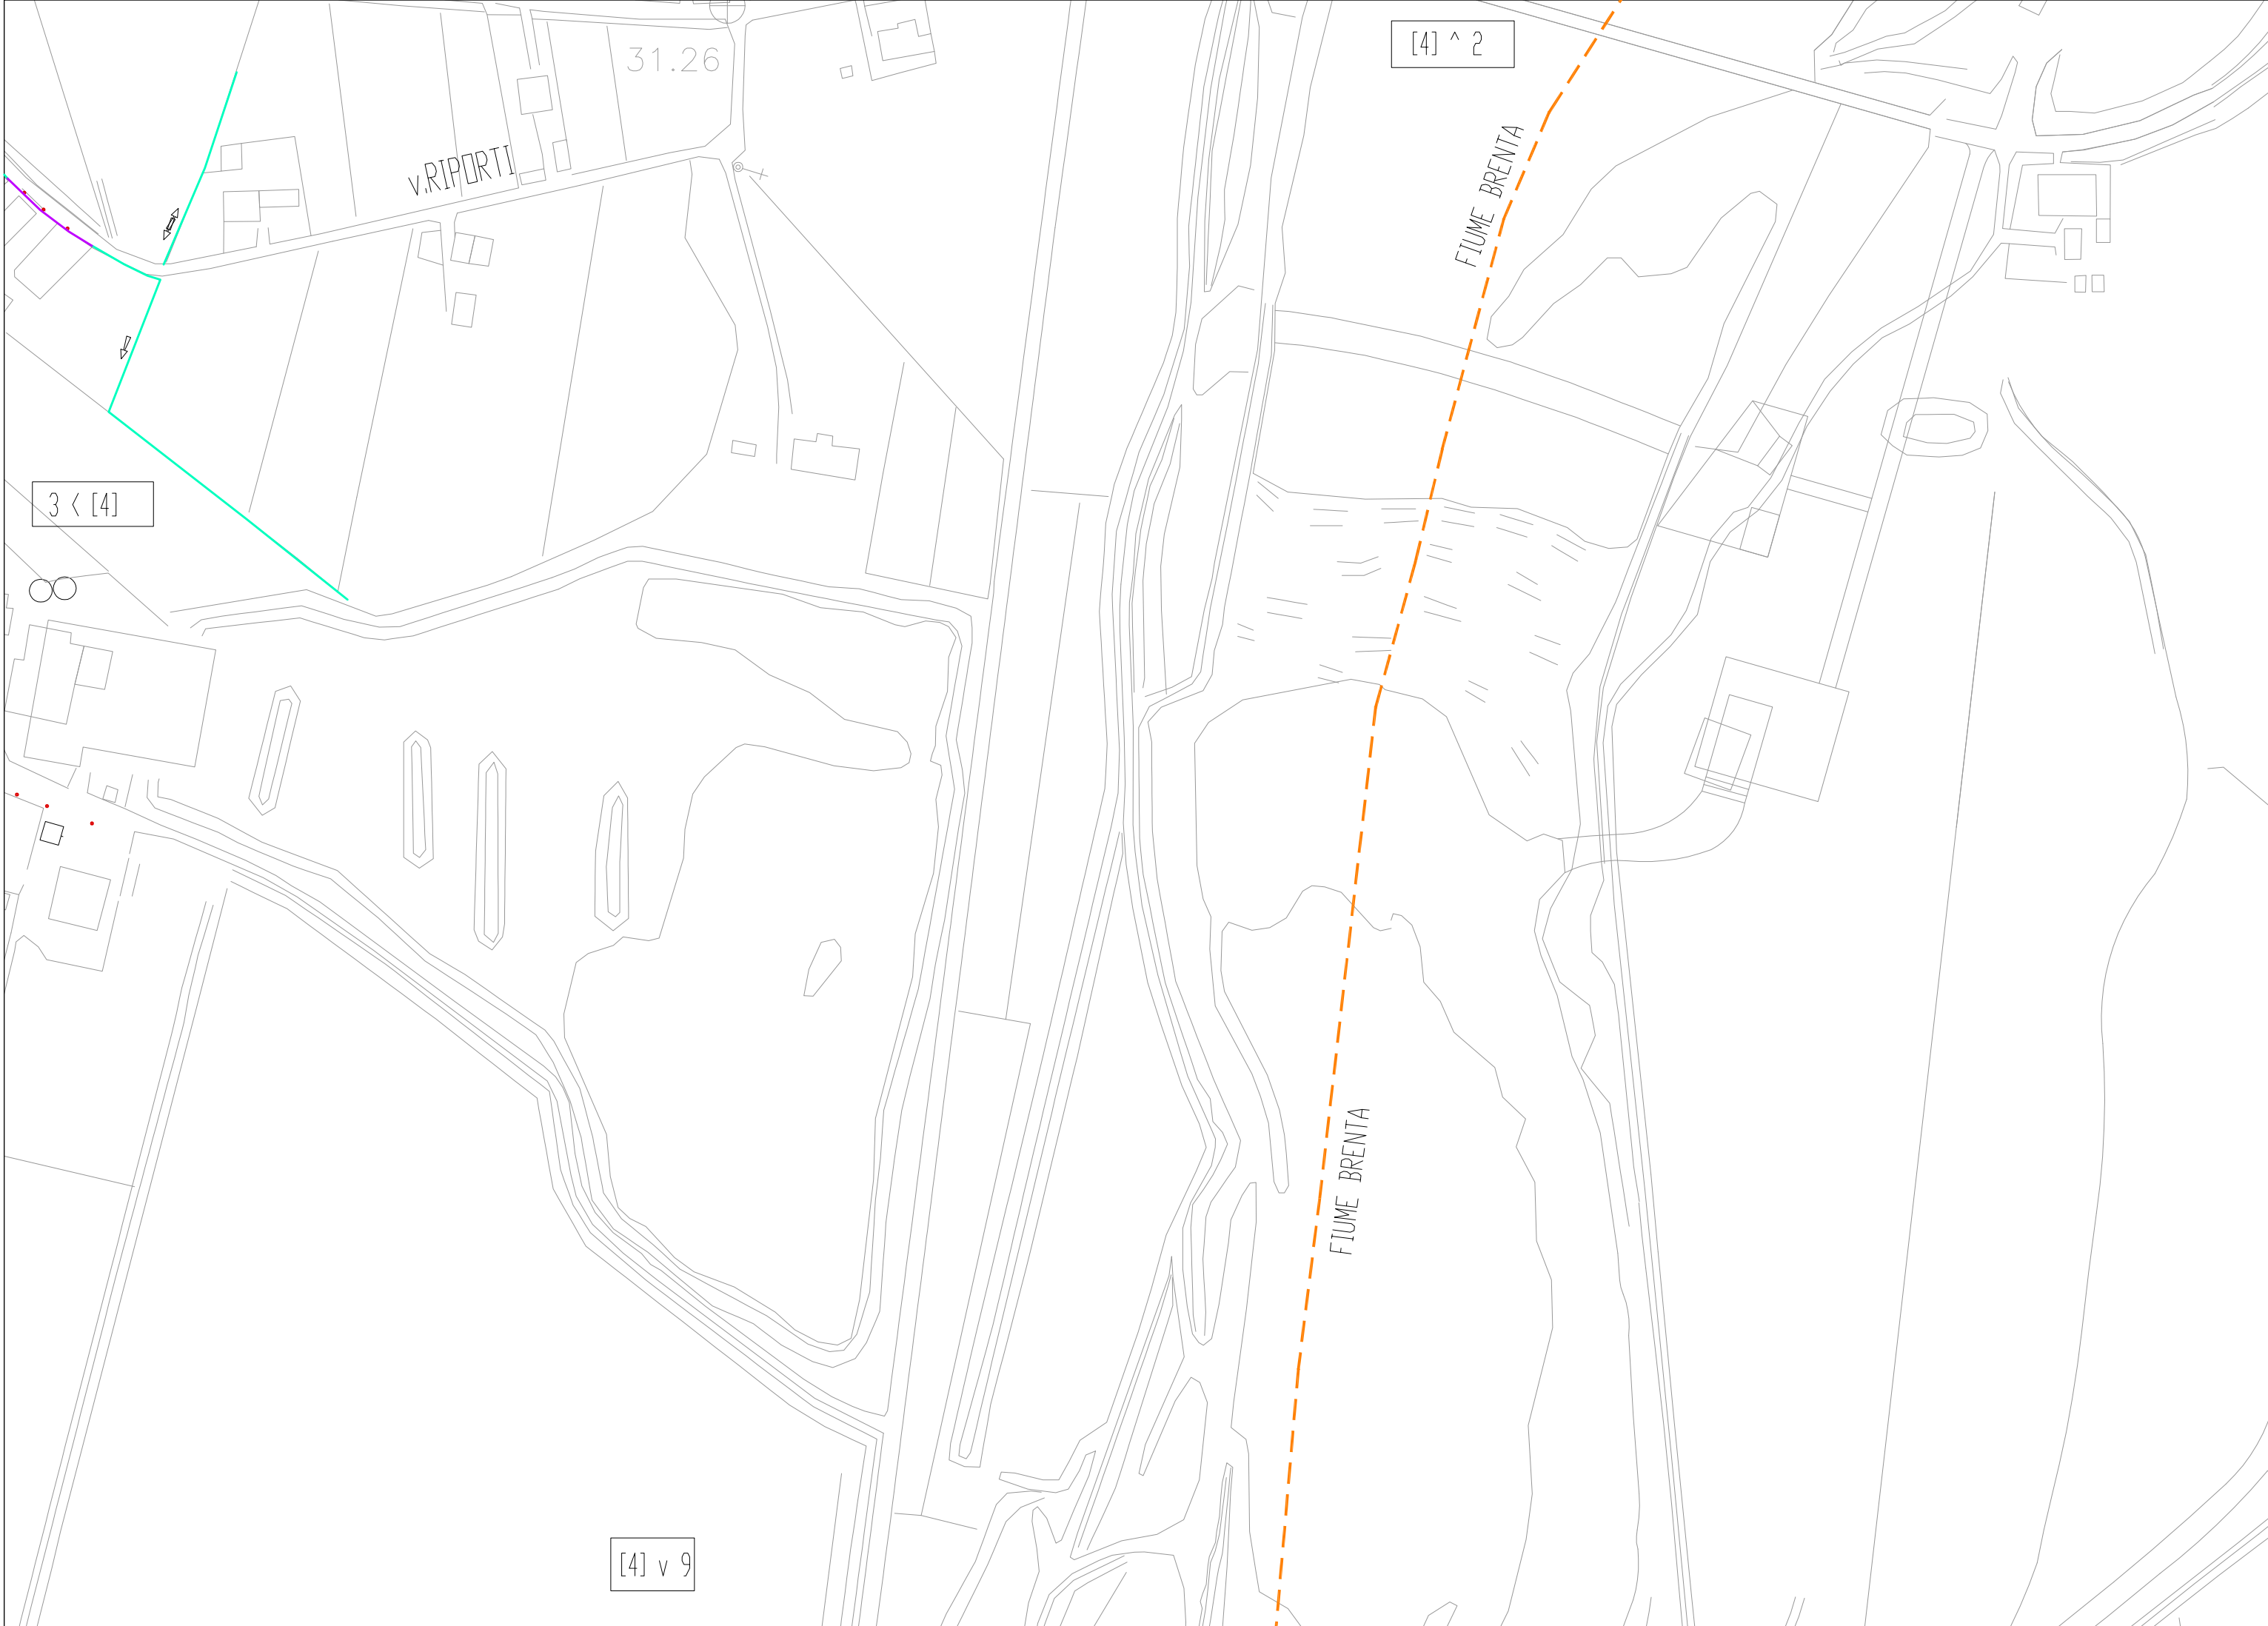 [4] ^ 2
31.26
v.RIPORTI
FIUME BRENTA
3 < [4]
FIUME BRENTA
[4] v 9